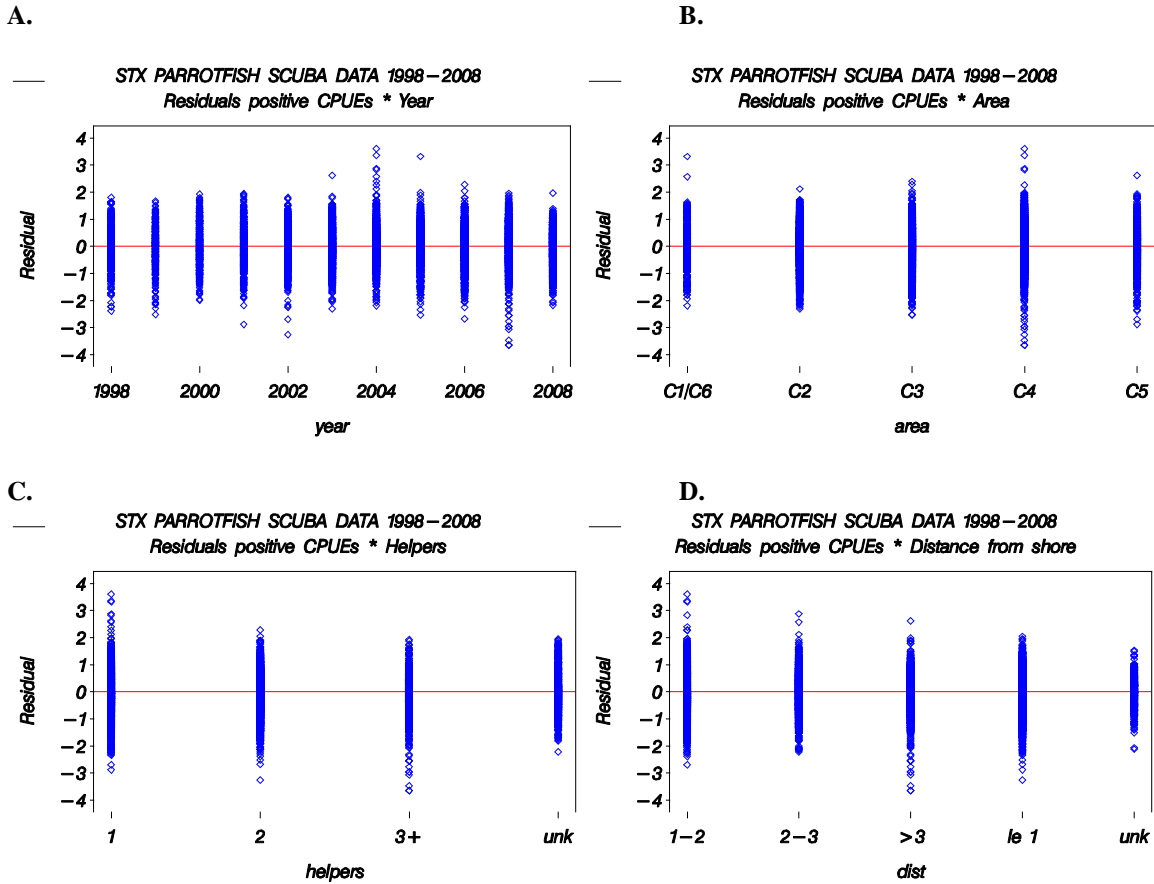 A.
STX PARROTFISH SCUBA DATA 1998−2008
Residuals positive CPUEs * Year
Residual
4
3
2
1
0
−1
−2
−3
−4
1998 2000 2002 2004 2006 2008
year
B.
STX PARROTFISH SCUBA DATA 1998−2008
Residuals positive CPUEs * Area
Residual
4
3
2
1
0
−1
−2
−3
−4
C1/C6 C2 C3 C4 C5
area
C.
STX PARROTFISH SCUBA DATA 1998−2008
Residuals positive CPUEs * Helpers
Residual
4
3
2
1
0
−1
−2
−3
−4
1 2 3+ unk
helpers
D.
STX PARROTFISH SCUBA DATA 1998−2008
Residuals positive CPUEs * Distance from shore
Residual
4
3
2
1
0
−1
−2
−3
−4
1−2 2−3 >3 le 1 unk
dist